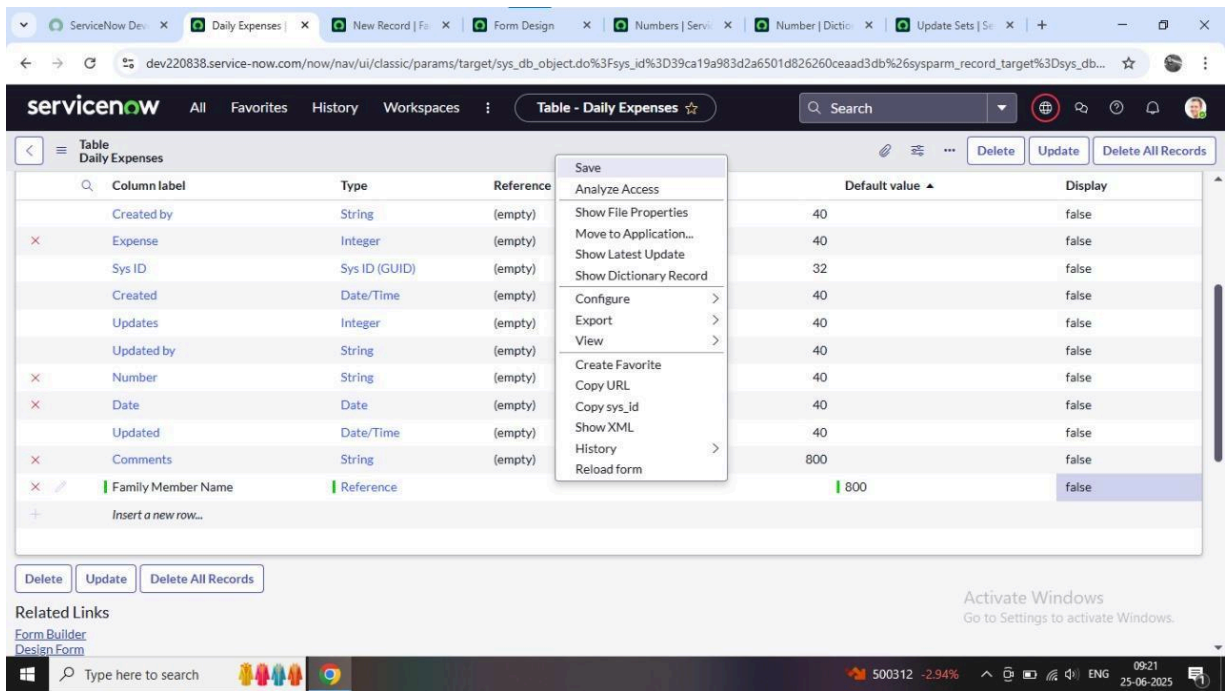 ServiceNow Dev
Daily Expenses |
New Record | Fa
Form Design
Numbers | Servic
Number | Dictio
Update Sets | Se
dev220838.service-now.com/now/nav/ui/classic/params/target/sys_db_object.do%3Fsys_id%3D39ca19a983d2a6501d826260ceaad3db%26sysparm_record_target%3Dsys_db...
servicenow All Favorites History Workspaces Table - Daily Expenses Search
Table
Daily Expenses
Delete Update Delete All Records
Column label Type Reference Default value Display
Created by String (empty) 40 false
Expense Integer (empty) 40 false
Sys ID Sys ID (GUID) (empty) 32 false
Created Date/Time (empty) 40 false
Updates Integer (empty) 40 false
Updated by String (empty) 40 false
Number String (empty) 40 false
Date Date (empty) 40 false
Updated Date/Time (empty) 40 false
Comments String (empty) 800 false
Family Member Name Reference 800 false
Insert a new row...
Save
Analyze Access
Show File Properties
Move to Application...
Show Latest Update
Show Dictionary Record
Configure
Export
View
Create Favorite
Copy URL
Copy sys_id
Show XML
History
Reload form
Delete Update Delete All Records
Related Links
Form Builder
Design Form
Activate Windows
Go to Settings to activate Windows.
Type here to search
500312 -2.94%
ENG
09:21
25-06-2025